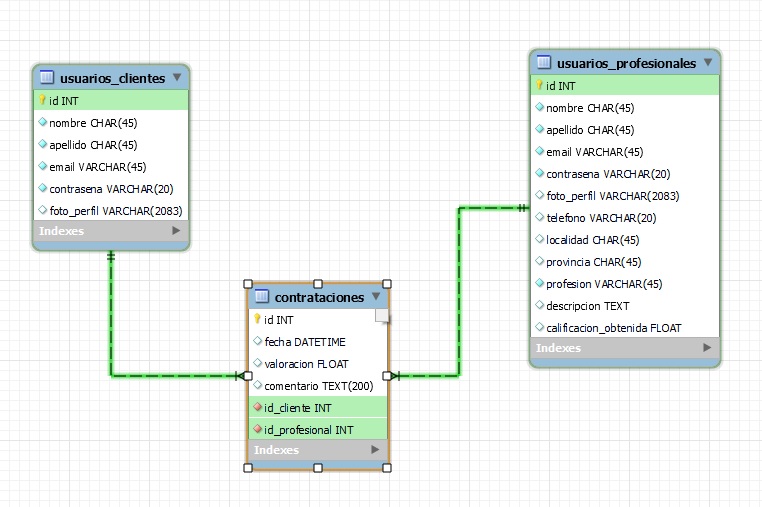 usuarios_clientes
id INT
nombre CHAR(45)
apellido CHAR(45)
email VARCHAR(45)
contrasena VARCHAR(20)
foto_perfil VARCHAR(2083)
Indexes
usuarios_profesionales
id INT
nombre CHAR(45)
apellido CHAR(45)
email VARCHAR(45)
contrasena VARCHAR(20)
foto_perfil VARCHAR(2083)
telefono VARCHAR(20)
localidad CHAR(45)
provincia CHAR(45)
profesion VARCHAR(45)
descripcion TEXT
calificacion_obtenida FLOAT
Indexes
contrataciones
id INT
fecha DATETIME
valoracion FLOAT
comentario TEXT(200)
id_cliente INT
id_profesional INT
Indexes